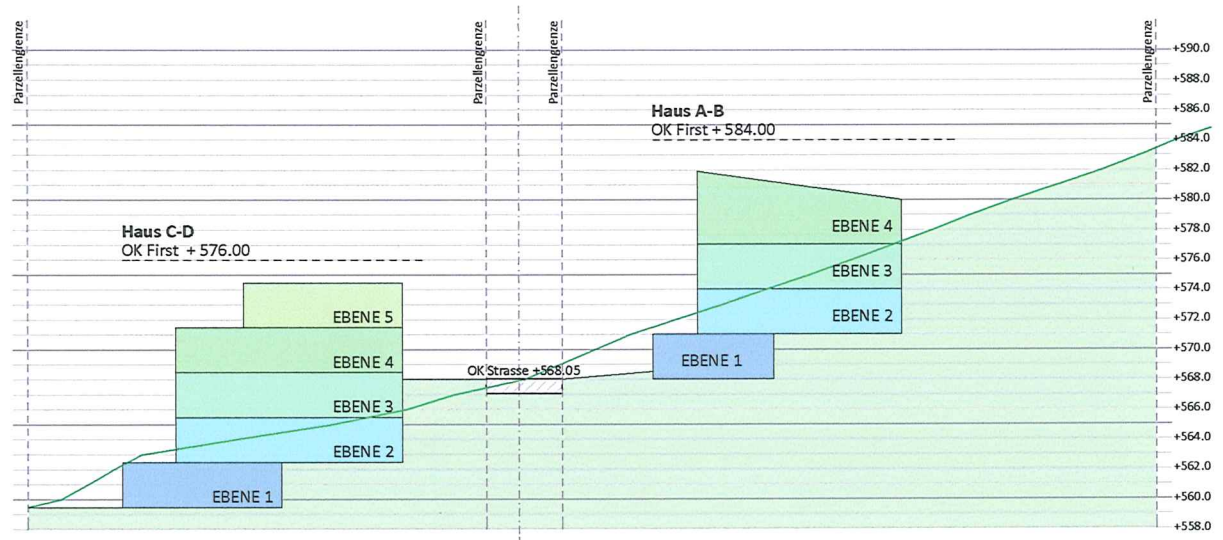 Parzellengrenze
Parzellengrenze
Parzellengrenze
Parzellengrenze
+590.0
+588.0
+586.0
+584.0
+582.0
+580.0
+578.0
+576.0
+574.0
+572.0
+570.0
+568.0
+566.0
+564.0
+562.0
+560.0
+558.0
Haus A-B
OK First + 584.00
EBENE 4
EBENE 3
EBENE 2
EBENE 1
Haus C-D
OK First + 576.00
EBENE 5
EBENE 4
EBENE 3
EBENE 2
EBENE 1
OK Strasse +568.05